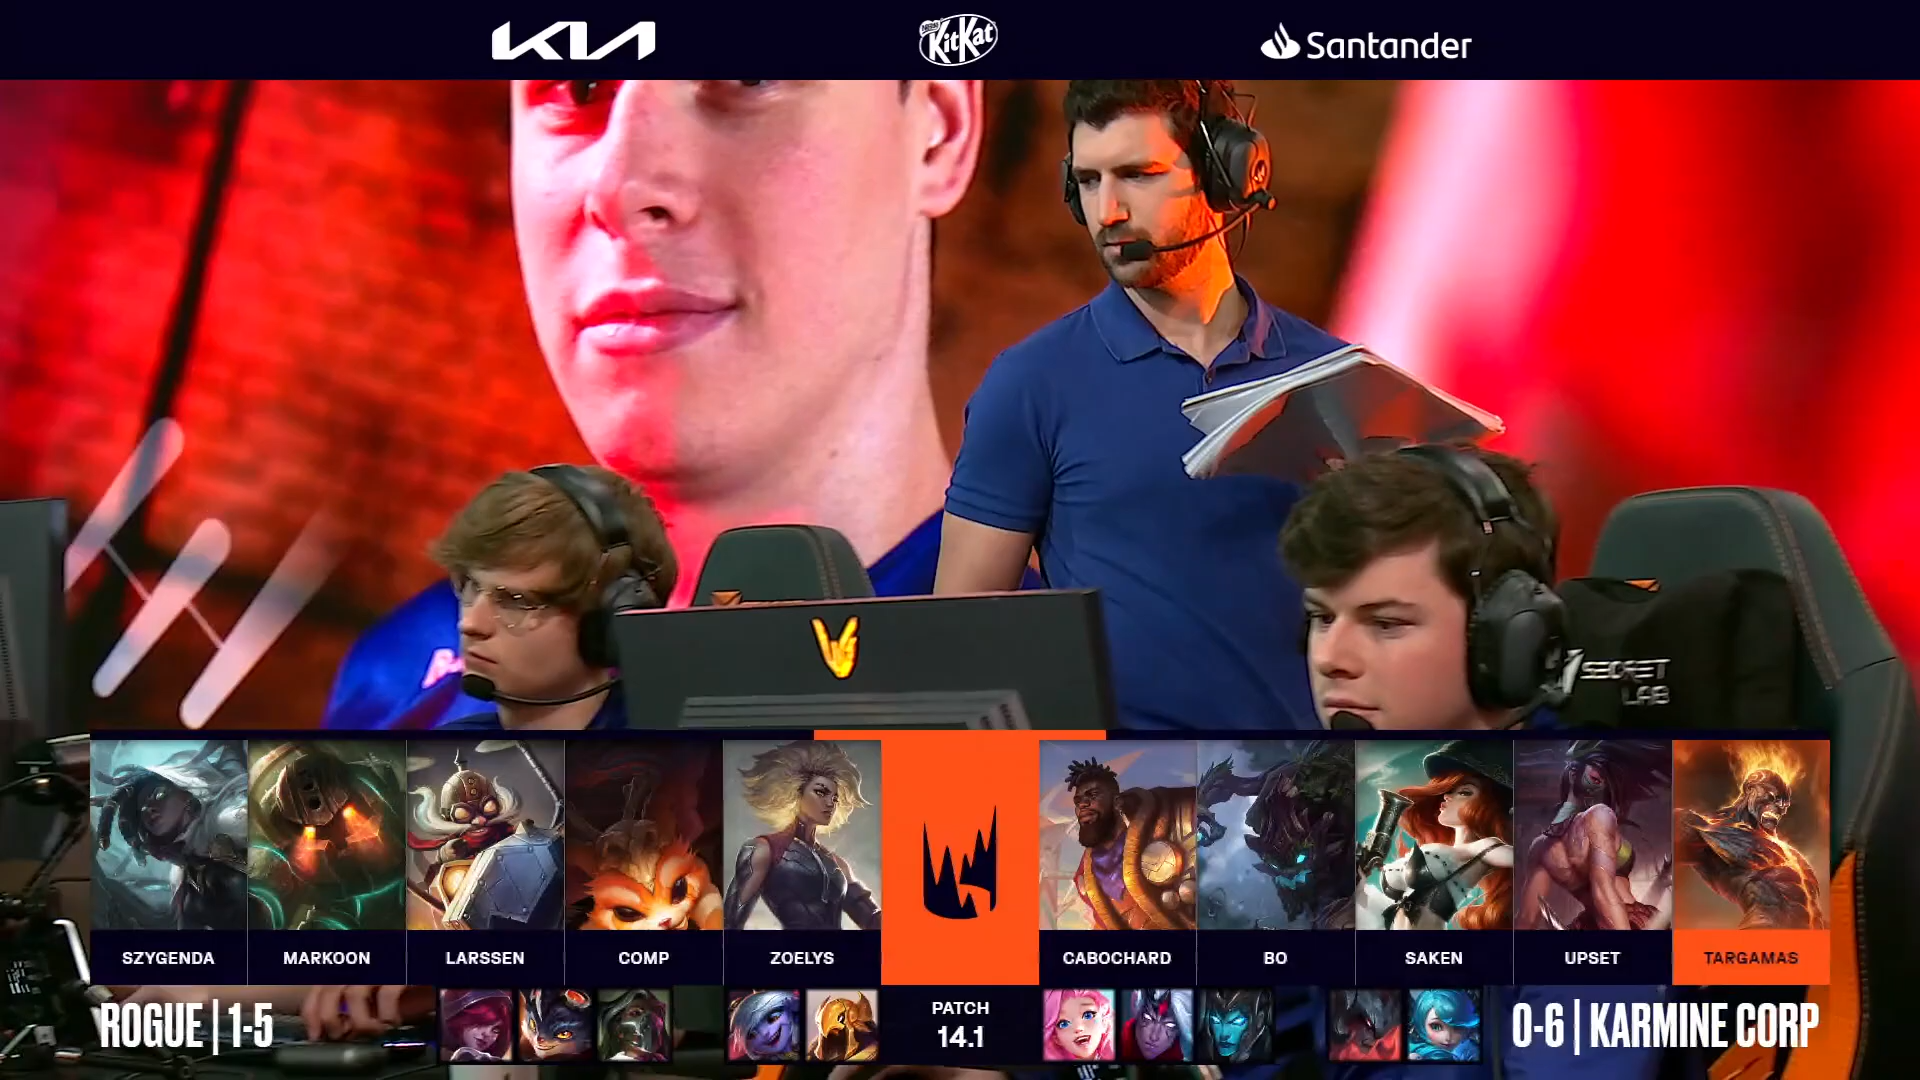 KIA
NESTLE
KitKat
Santander
SECRET
LAB
SZYGENDA
MARKOON
LARSSEN
COMP
ZOELYS
CABOCHARD
BO
SAKEN
UPSET
TARGAMAS
ROGUE | 1-5
PATCH
14.1
0-6 | KARMINE CORP